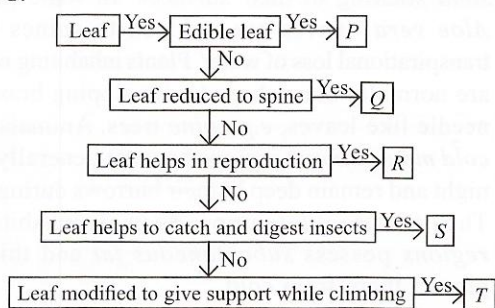 Leaf Yes Edible leaf Yes P
No
Leaf reduced to spine Yes Q
No
Leaf helps in reproduction Yes R
No
Leaf helps to catch and digest insects Yes S
No
Leaf modified to give support while climbing Yes T